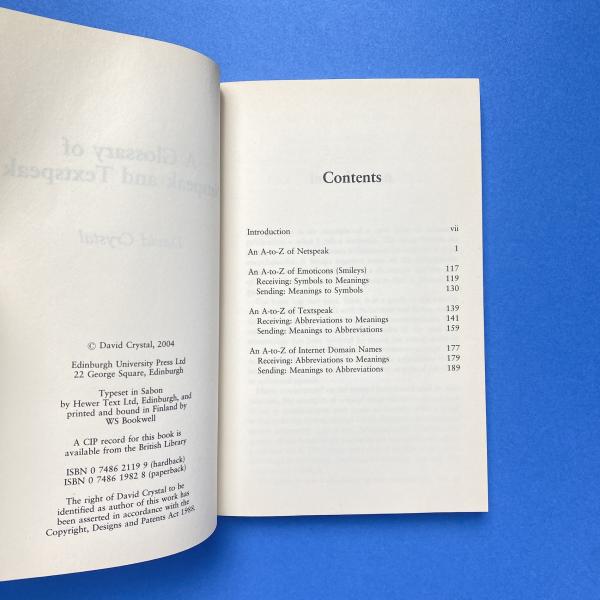 © David Crystal, 2004
Edinburgh University Press Ltd
22 George Square, Edinburgh
Typeset in Sabon
by Hewer Text Ltd, Edinburgh, and
printed and bound in Finland by
WS Bookwell
A CIP record for this book is
available from the British Library
ISBN 0 7486 2119 9 (hardback)
ISBN 0 7486 1982 8 (paperback)
The right of David Crystal to be
identified as author of this work has
been asserted in accordance with the
Copyright, Designs and Patents Act 1988.
Contents
Introduction vii
An A-to-Z of Netspeak 1
An A-to-Z of Emoticons (Smileys) 117
Receiving: Symbols to Meanings 119
Sending: Meanings to Symbols 130
An A-to-Z of Textspeak 139
Receiving: Abbreviations to Meanings 141
Sending: Meanings to Abbreviations 159
An A-to-Z of Internet Domain Names 177
Receiving: Abbreviations to Meanings 179
Sending: Meanings to Abbreviations 189